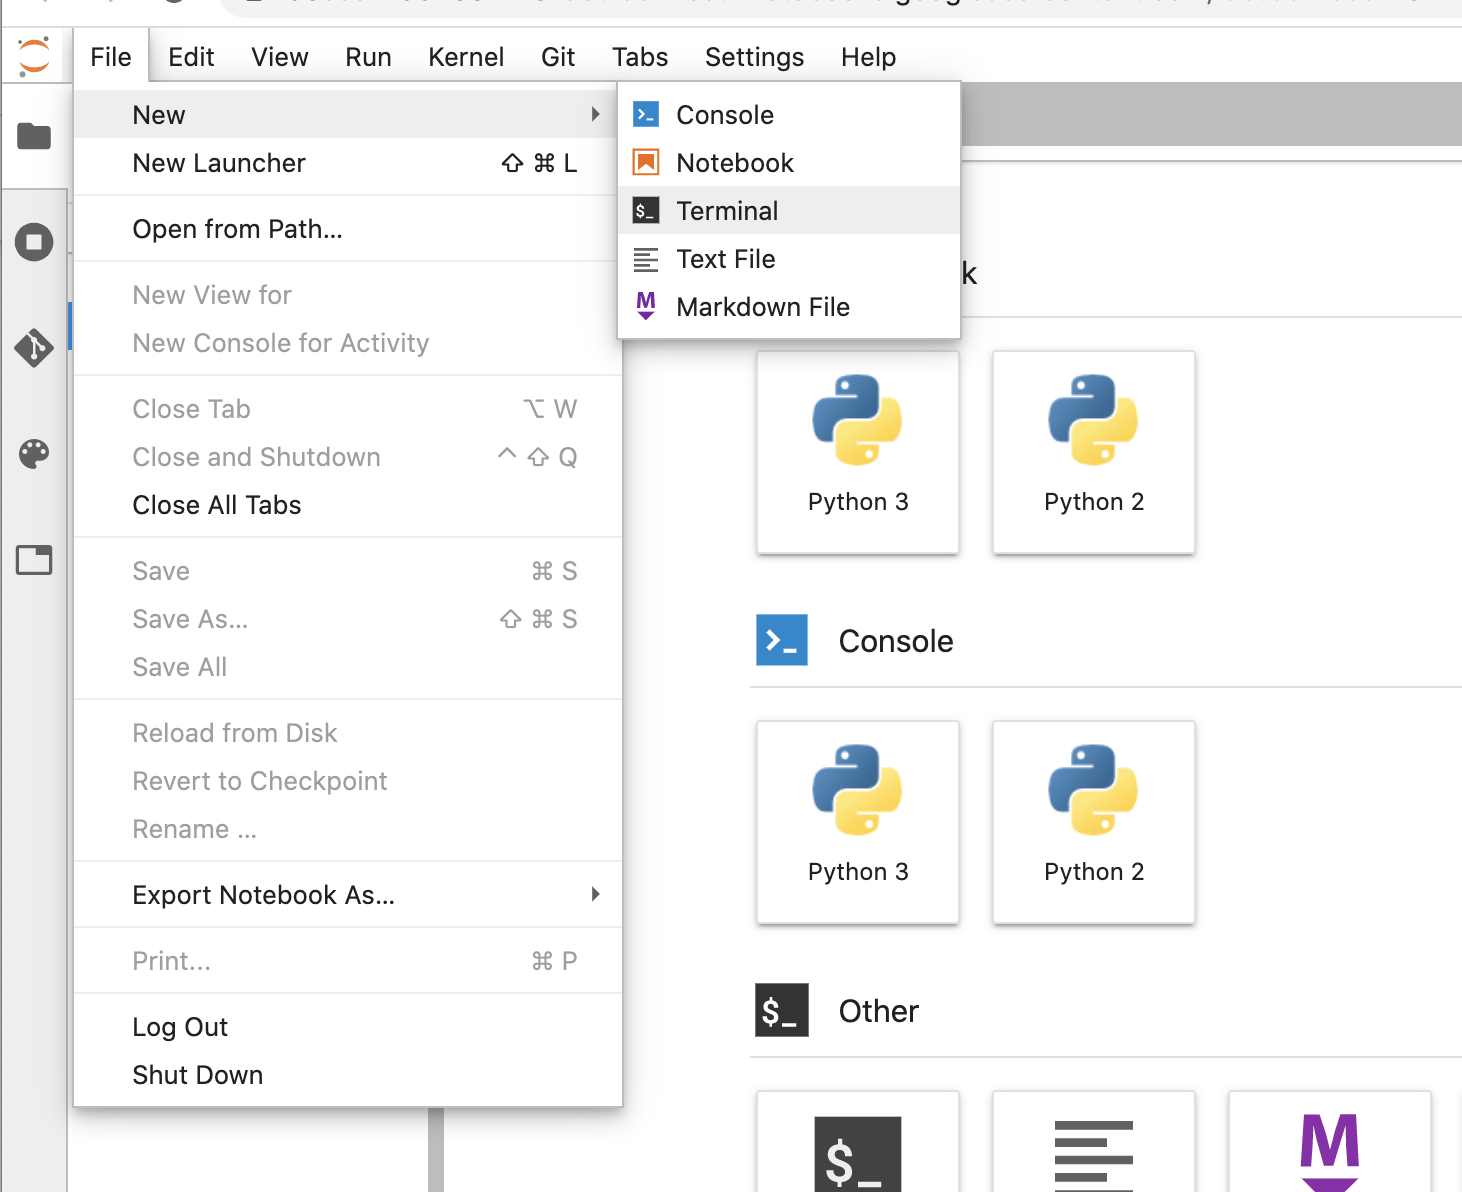 File Edit View Run Kernel Git Tabs Settings Help
New
New Launcher ⇧ ⌘ L
Open from Path...
New View for
New Console for Activity
Close Tab ⌥ W
Close and Shutdown ^ ⇧ Q
Close All Tabs
Save ⌘ S
Save As... ⇧ ⌘ S
Save All
Reload from Disk
Revert to Checkpoint
Rename ...
Export Notebook As...
Print... ⌘ P
Log Out
Shut Down
Console
Notebook
$_ Terminal
Text File
M Markdown File
k
Python 3 Python 2
Console
Python 3 Python 2
$_ Other
$_ M